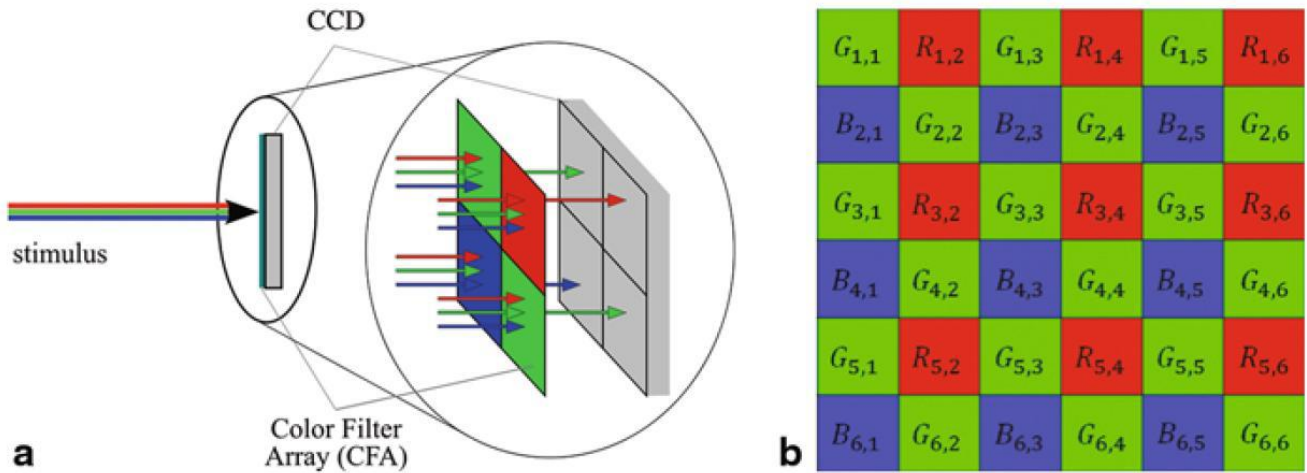 CCD
stimulus
Color Filter
Array (CFA)
a
G1,1 R1,2 G1,3 R1,4 G1,5 R1,6
B2,1 G2,2 B2,3 G2,4 B2,5 G2,6
G3,1 R3,2 G3,3 R3,4 G3,5 R3,6
B4,1 G4,2 B4,3 G4,4 B4,5 G4,6
G5,1 R5,2 G5,3 R5,4 G5,5 R5,6
B6,1 G6,2 B6,3 G6,4 B6,5 G6,6
b